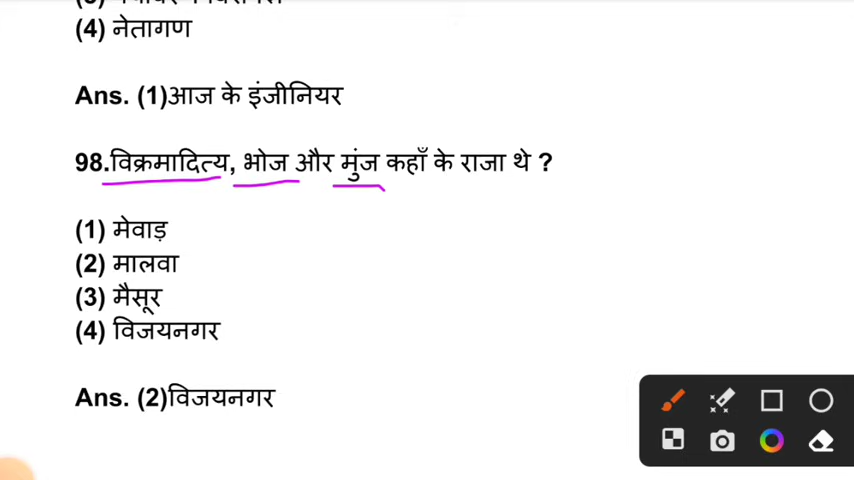 (4) नेतागण
Ans. (1)आज के इंजीनियर
98.विक्रमादित्य, भोज और मुंज कहाँ के राजा थे ?
(1) मेवाड़
(2) मालवा
(3) मैसूर
(4) विजयनगर
Ans. (2)विजयनगर